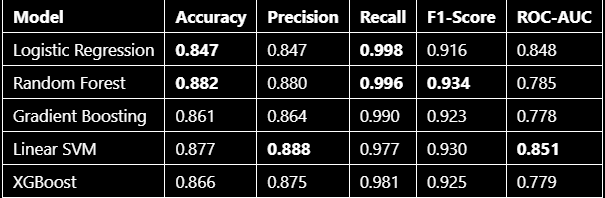 Model Accuracy Precision Recall F1-Score ROC-AUC
Logistic Regression 0.847 0.847 0.998 0.916 0.848
Random Forest 0.882 0.880 0.996 0.934 0.785
Gradient Boosting 0.861 0.864 0.990 0.923 0.778
Linear SVM 0.877 0.888 0.977 0.930 0.851
XGBoost 0.866 0.875 0.981 0.925 0.779